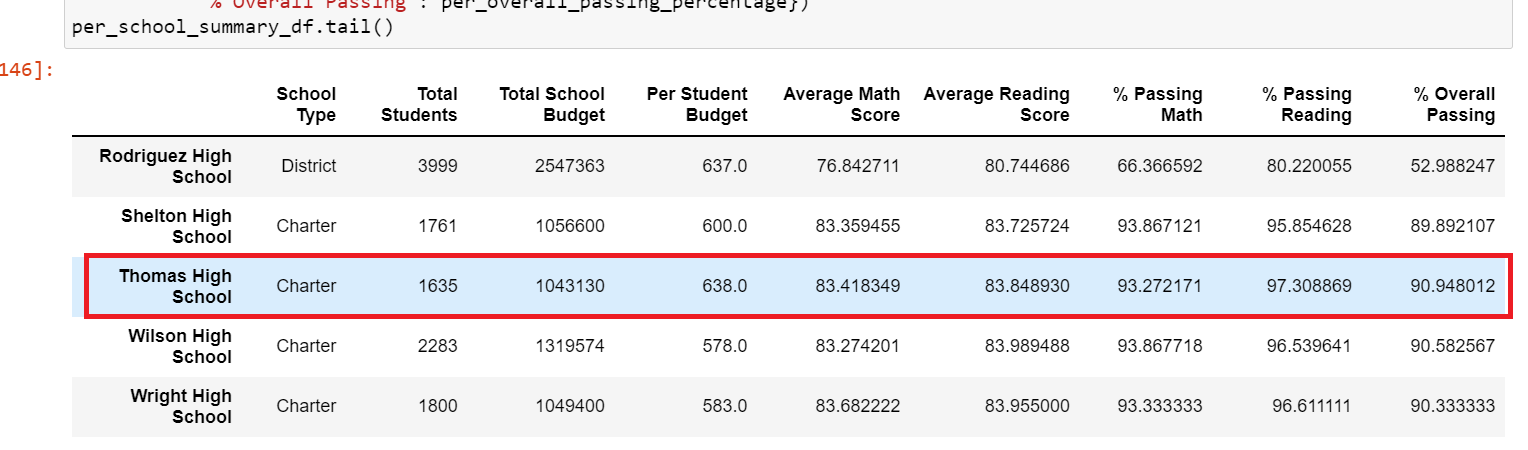 % Overall Passing : per_overall_passing_percentage})
per_school_summary_df.tail()
146]:
School Type Total Students Total School Budget Per Student Budget Average Math Score Average Reading Score % Passing Math % Passing Reading % Overall Passing
Rodriguez High School District 3999 2547363 637.0 76.842711 80.744686 66.366592 80.220055 52.988247
Shelton High School Charter 1761 1056600 600.0 83.359455 83.725724 93.867121 95.854628 89.892107
Thomas High School Charter 1635 1043130 638.0 83.418349 83.848930 93.272171 97.308869 90.948012
Wilson High School Charter 2283 1319574 578.0 83.274201 83.989488 93.867718 96.539641 90.582567
Wright High School Charter 1800 1049400 583.0 83.682222 83.955000 93.333333 96.611111 90.333333